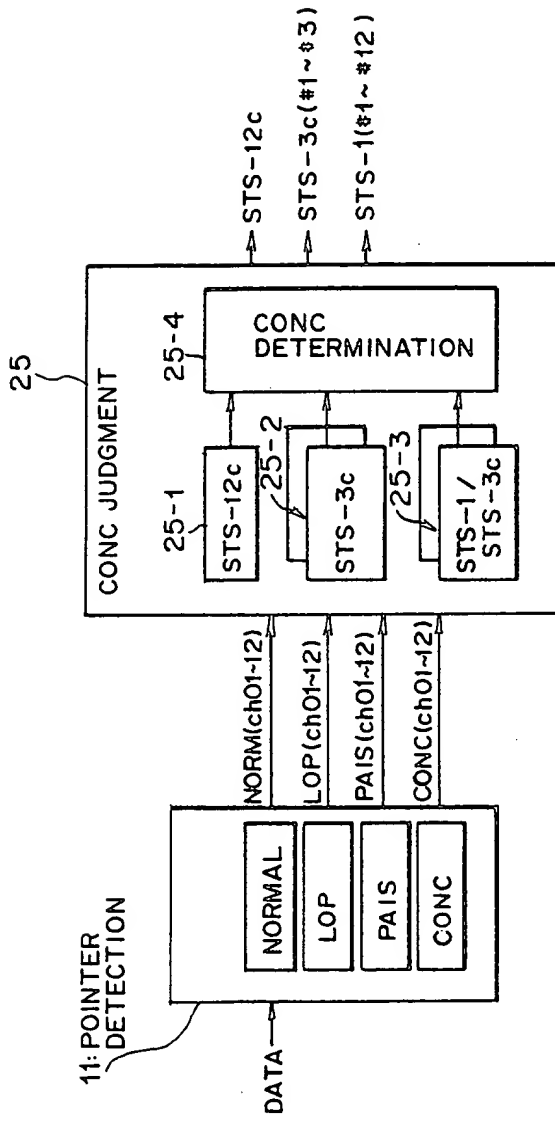 11: POINTER
DETECTION
DATA
NORMAL
LOP
PAIS
CONC
NORM(ch01~12)
LOP(ch01~12)
PAIS(ch01~12)
CONC(ch01~12)
25
CONC JUDGMENT
25-1
STS-12c
25-2
STS-3c
25-3
STS-1/
STS-3c
25-4
CONC
DETERMINATION
STS-12c
STS-3c(#1~#3)
STS-1(#1~#12)